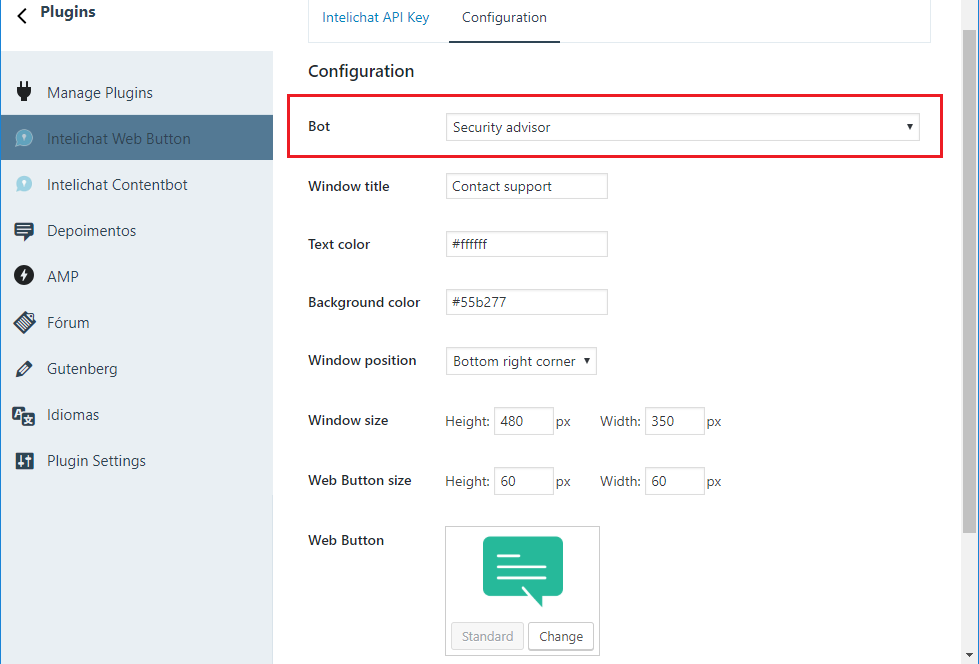 Plugins
Manage Plugins
Intelichat Web Button
Intelichat Contentbot
Depoimentos
AMP
Fórum
Gutenberg
Idiomas
Plugin Settings
Intelichat API Key Configuration
Configuration
Bot Security advisor
Window title Contact support
Text color #ffffff
Background color #55b277
Window position Bottom right corner
Window size Height: 480 px Width: 350 px
Web Button size Height: 60 px Width: 60 px
Web Button
Standard Change